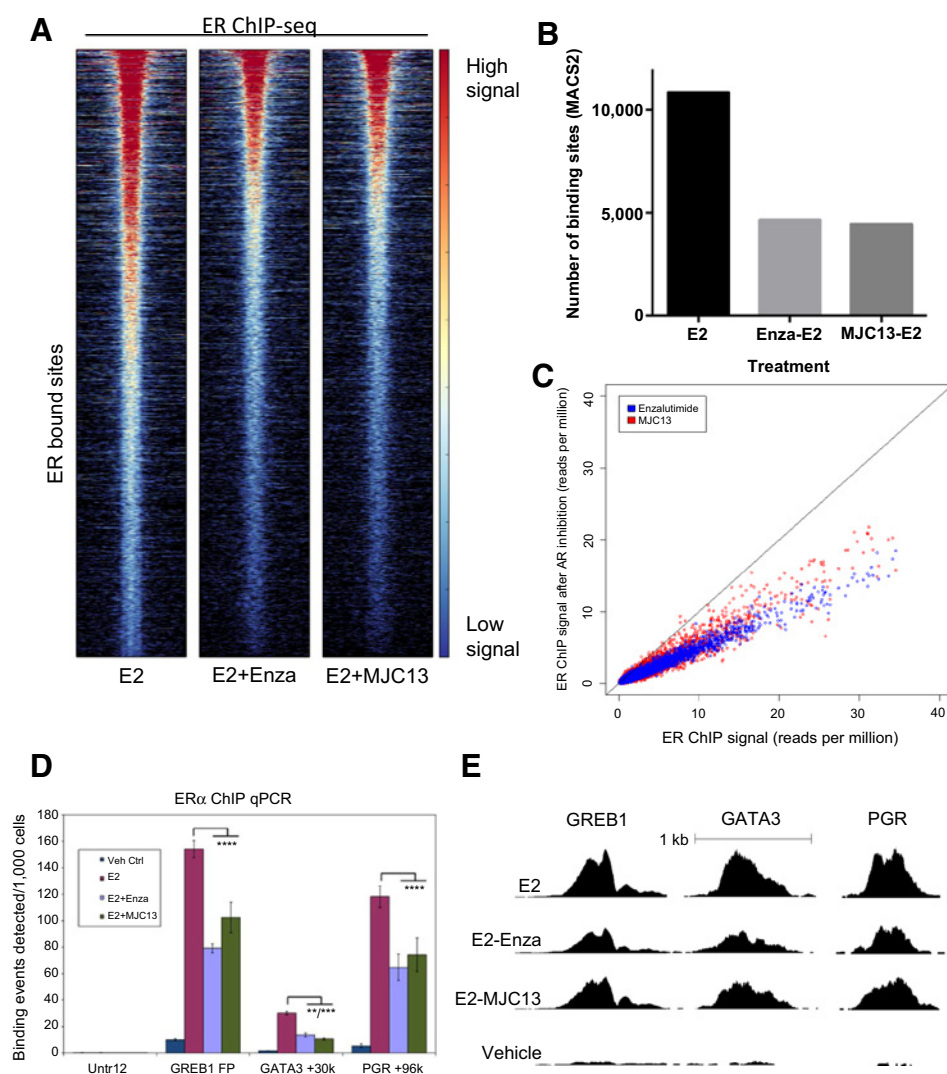 A
ER ChIP-seq
High
signal
Low
signal
ER bound sites
E2
E2+Enza
E2+MJC13
B
Number of binding sites (MACS2)
10,000
5,000
0
E2
Enza-E2
MJC13-E2
Treatment
C
ER ChIP signal after AR inhibition (reads per million)
40
30
20
10
0
Enzalutimide
MJC13
0
10
20
30
40
ER ChIP signal (reads per million)
D
ERα ChIP qPCR
Binding events detected/1,000 cells
180
160
140
120
100
80
60
40
20
0
Veh Ctrl
E2
E2+Enza
E2+MJC13
****
**/***
****
Untr12
GREB1 FP
GATA3 +30k
PGR +96k
E
GREB1
GATA3
PGR
1 kb
E2
E2-Enza
E2-MJC13
Vehicle